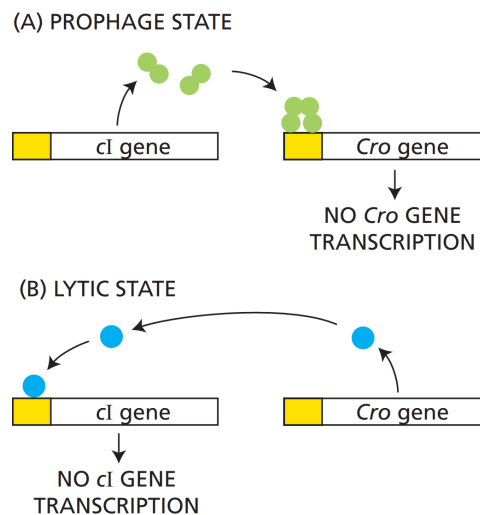 (A) PROPHAGE STATE
cI gene
Cro gene
NO Cro GENE
TRANSCRIPTION
(B) LYTIC STATE
cI gene
Cro gene
NO cI GENE
TRANSCRIPTION